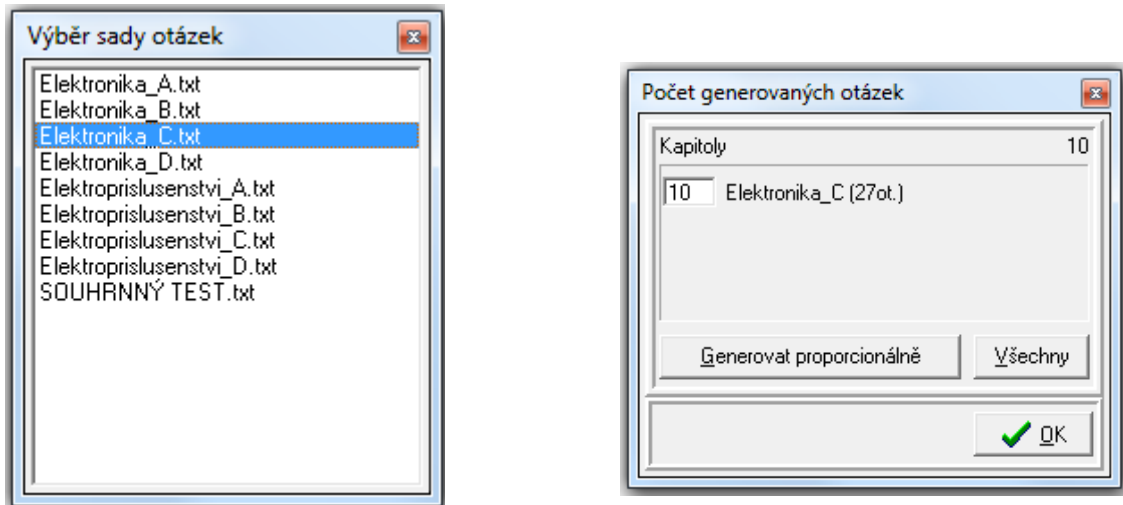 Výběr sady otázek
Elektronika_A.txt
Elektronika_B.txt
Elektronika_C.txt
Elektronika_D.txt
Elektroprislusenstvi_A.txt
Elektroprislusenstvi_B.txt
Elektroprislusenstvi_C.txt
Elektroprislusenstvi_D.txt
SOUHRNNÝ TEST.txt
Počet generovaných otázek
Kapitoly 10
10 Elektronika_C (27ot.)
Generovat proporcionálně Všechny
OK